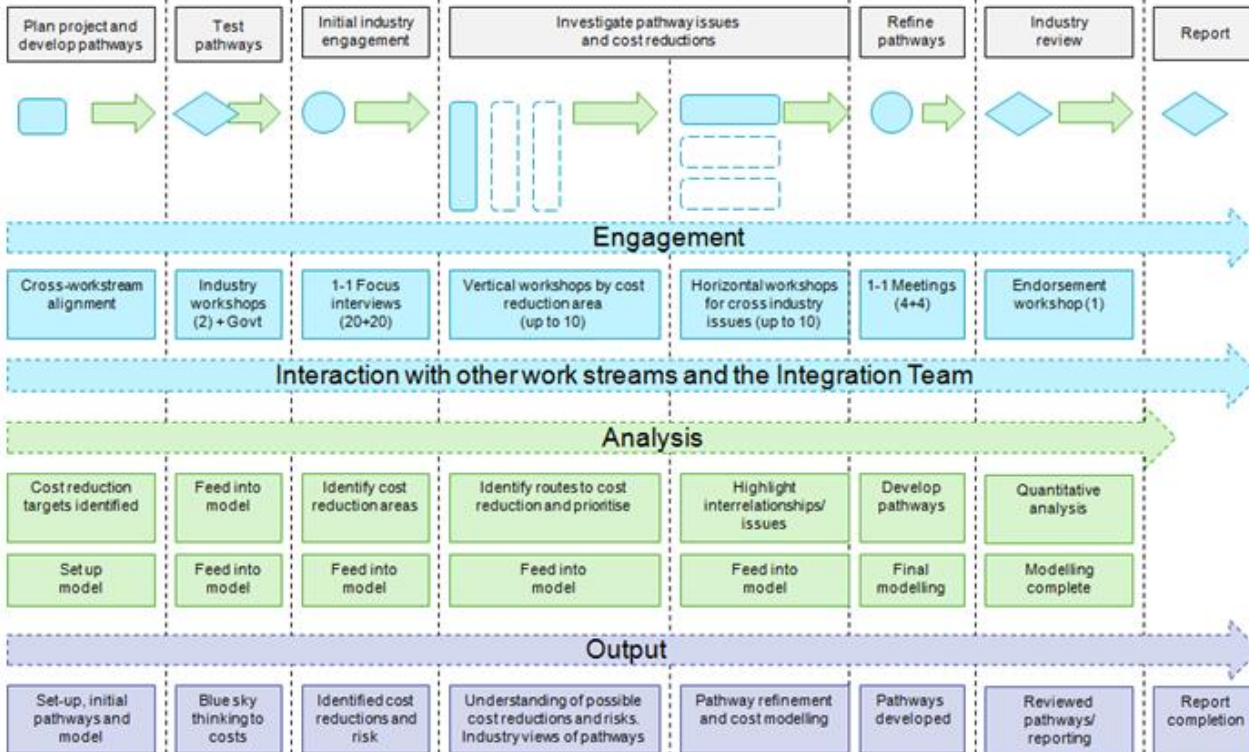 Plan project and
develop pathways
Test
pathways
Initial industry
engagement
Investigate pathway issues
and cost reductions
Refine
pathways
Industry
review
Report
Engagement
Cross-workstream
alignment
Industry
workshops
(2) + Govt
1-1 Focus
interviews
(20+20)
Vertical workshops by cost
reduction area
(up to 10)
Horizontal workshops
for cross industry
issues (up to 10)
1-1 Meetings
(4+4)
Endorsement
workshop (1)
Interaction with other work streams and the Integration Team
Analysis
Cost reduction
targets identified
Feed into
model
Identify cost
reduction areas
Identify routes to cost
reduction and prioritise
Highlight
interrelationships/
issues
Develop
pathways
Quantitative
analysis
Set up
model
Feed into
model
Feed into
model
Feed into
model
Feed into
model
Final
modelling
Modelling
complete
Output
Set-up, initial
pathways and
model
Blue sky
thinking to
costs
Identified cost
reductions and
risk
Understanding of possible
cost reductions and risks.
Industry views of pathways
Pathway refinement
and cost modelling
Pathways
developed
Reviewed
pathways/
reporting
Report
completion